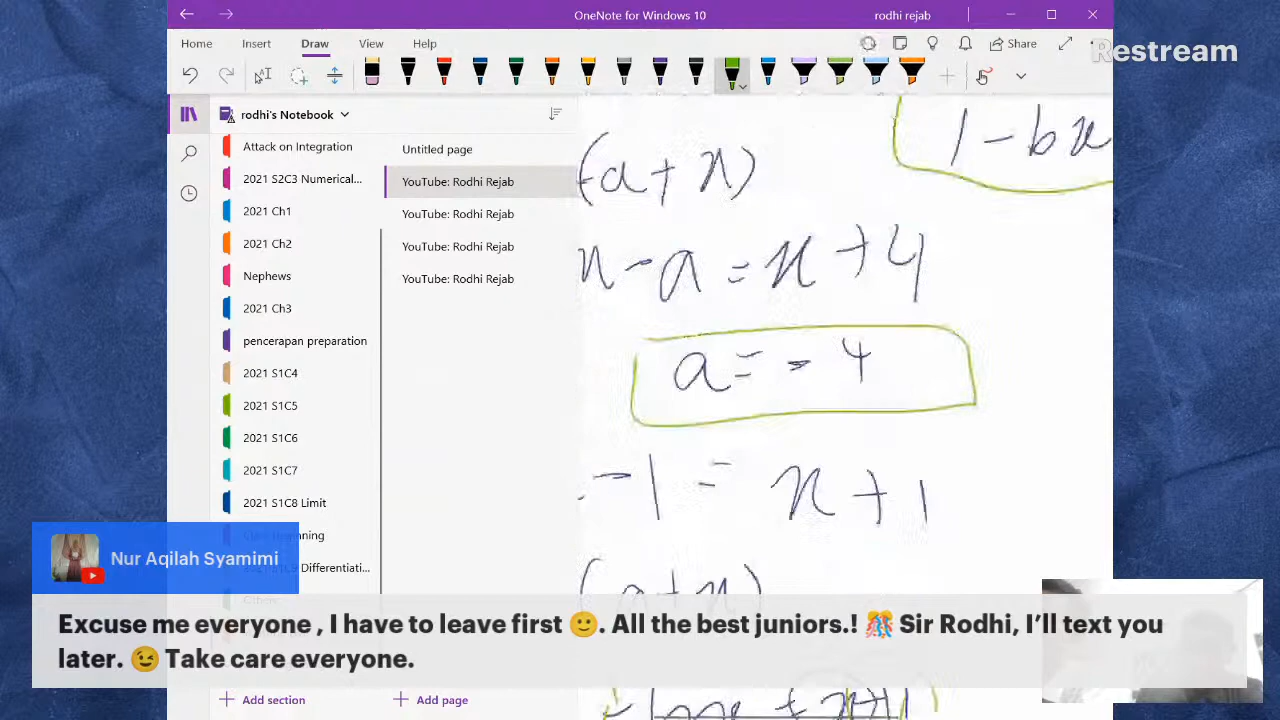 OneNote for Windows 10
rodhi rejab
Home Insert Draw View Help
Share
Restream
rodhi's Notebook
Attack on Integration
2021 S2C3 Numerical...
2021 Ch1
2021 Ch2
Nephews
2021 Ch3
pencerapan preparation
2021 S1C4
2021 S1C5
2021 S1C6
2021 S1C7
2021 S1C8 Limit
Add section
Untitled page
YouTube: Rodhi Rejab
YouTube: Rodhi Rejab
YouTube: Rodhi Rejab
YouTube: Rodhi Rejab
Add page
1 - bx
(a + x)
x - a = x + 4
a = - 4
- 1 = x + 1
(a + x)
Nur Aqilah Syamimi
Excuse me everyone , I have to leave first 🙂. All the best juniors.! 🎊 Sir Rodhi, I'll text you
later. 😉 Take care everyone.